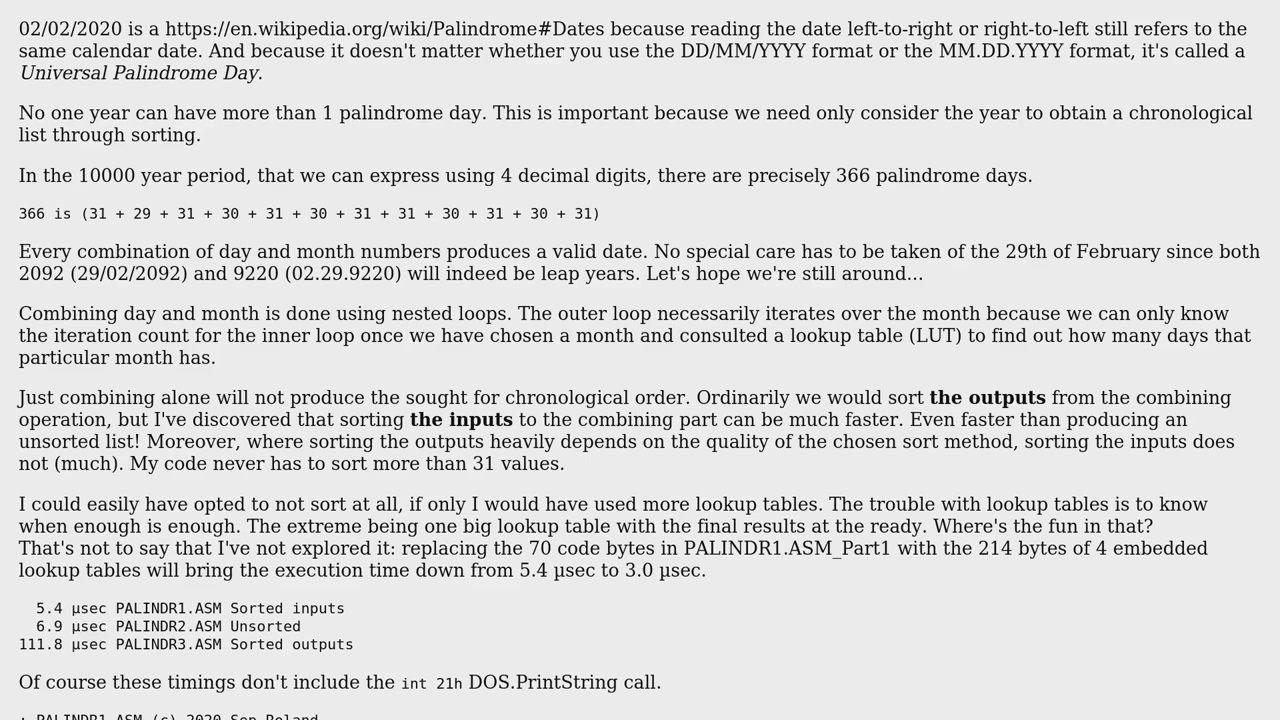 02/02/2020 is a https://en.wikipedia.org/wiki/Palindrome#Dates because reading the date left-to-right or right-to-left still refers to the
same calendar date. And because it doesn't matter whether you use the DD/MM/YYYY format or the MM.DD.YYYY format, it's called a
Universal Palindrome Day.
No one year can have more than 1 palindrome day. This is important because we need only consider the year to obtain a chronological
list through sorting.
In the 10000 year period, that we can express using 4 decimal digits, there are precisely 366 palindrome days.
366 is (31 + 29 + 31 + 30 + 31 + 30 + 31 + 31 + 30 + 31 + 30 + 31)
Every combination of day and month numbers produces a valid date. No special care has to be taken of the 29th of February since both
2092 (29/02/2092) and 9220 (02.29.9220) will indeed be leap years. Let's hope we're still around...
Combining day and month is done using nested loops. The outer loop necessarily iterates over the month because we can only know
the iteration count for the inner loop once we have chosen a month and consulted a lookup table (LUT) to find out how many days that
particular month has.
Just combining alone will not produce the sought for chronological order. Ordinarily we would sort the outputs from the combining
operation, but I've discovered that sorting the inputs to the combining part can be much faster. Even faster than producing an
unsorted list! Moreover, where sorting the outputs heavily depends on the quality of the chosen sort method, sorting the inputs does
not (much). My code never has to sort more than 31 values.
I could easily have opted to not sort at all, if only I would have used more lookup tables. The trouble with lookup tables is to know
when enough is enough. The extreme being one big lookup table with the final results at the ready. Where's the fun in that?
That's not to say that I've not explored it: replacing the 70 code bytes in PALINDR1.ASM_Part1 with the 214 bytes of 4 embedded
lookup tables will bring the execution time down from 5.4 µsec to 3.0 µsec.
5.4 µsec PALINDR1.ASM Sorted inputs
6.9 µsec PALINDR2.ASM Unsorted
111.8 µsec PALINDR3.ASM Sorted outputs
Of course these timings don't include the int 21h DOS.PrintString call.
; PALINDR1.ASM (c) 2020 Sep Roland